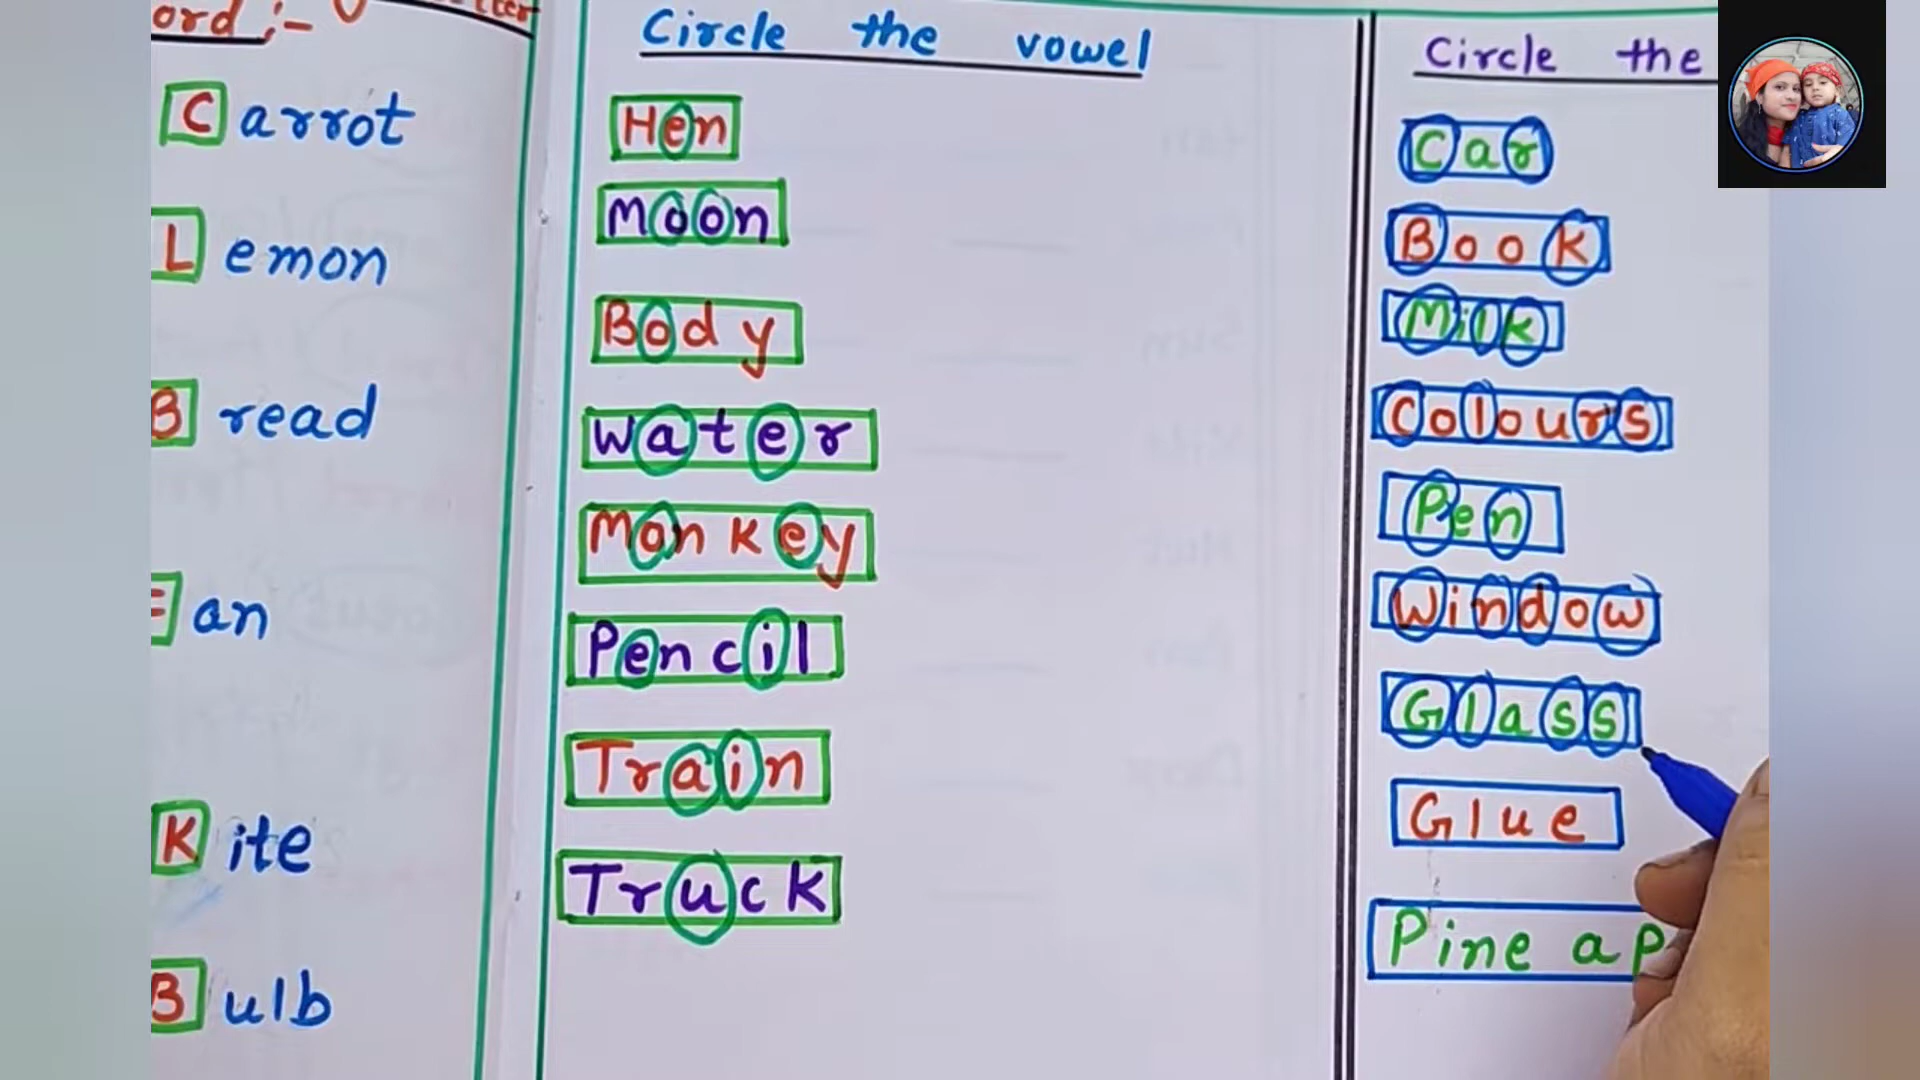 ord :-
Carrot
Lemon
Bread
an
Kite
Bulb
Circle the vowel
Hen
Moon
Body
Water
Monkey
Pencil
Train
Truck
Circle the
Car
Book
Milk
Colours
Pen
Window
Glass
Glue
Pine ap